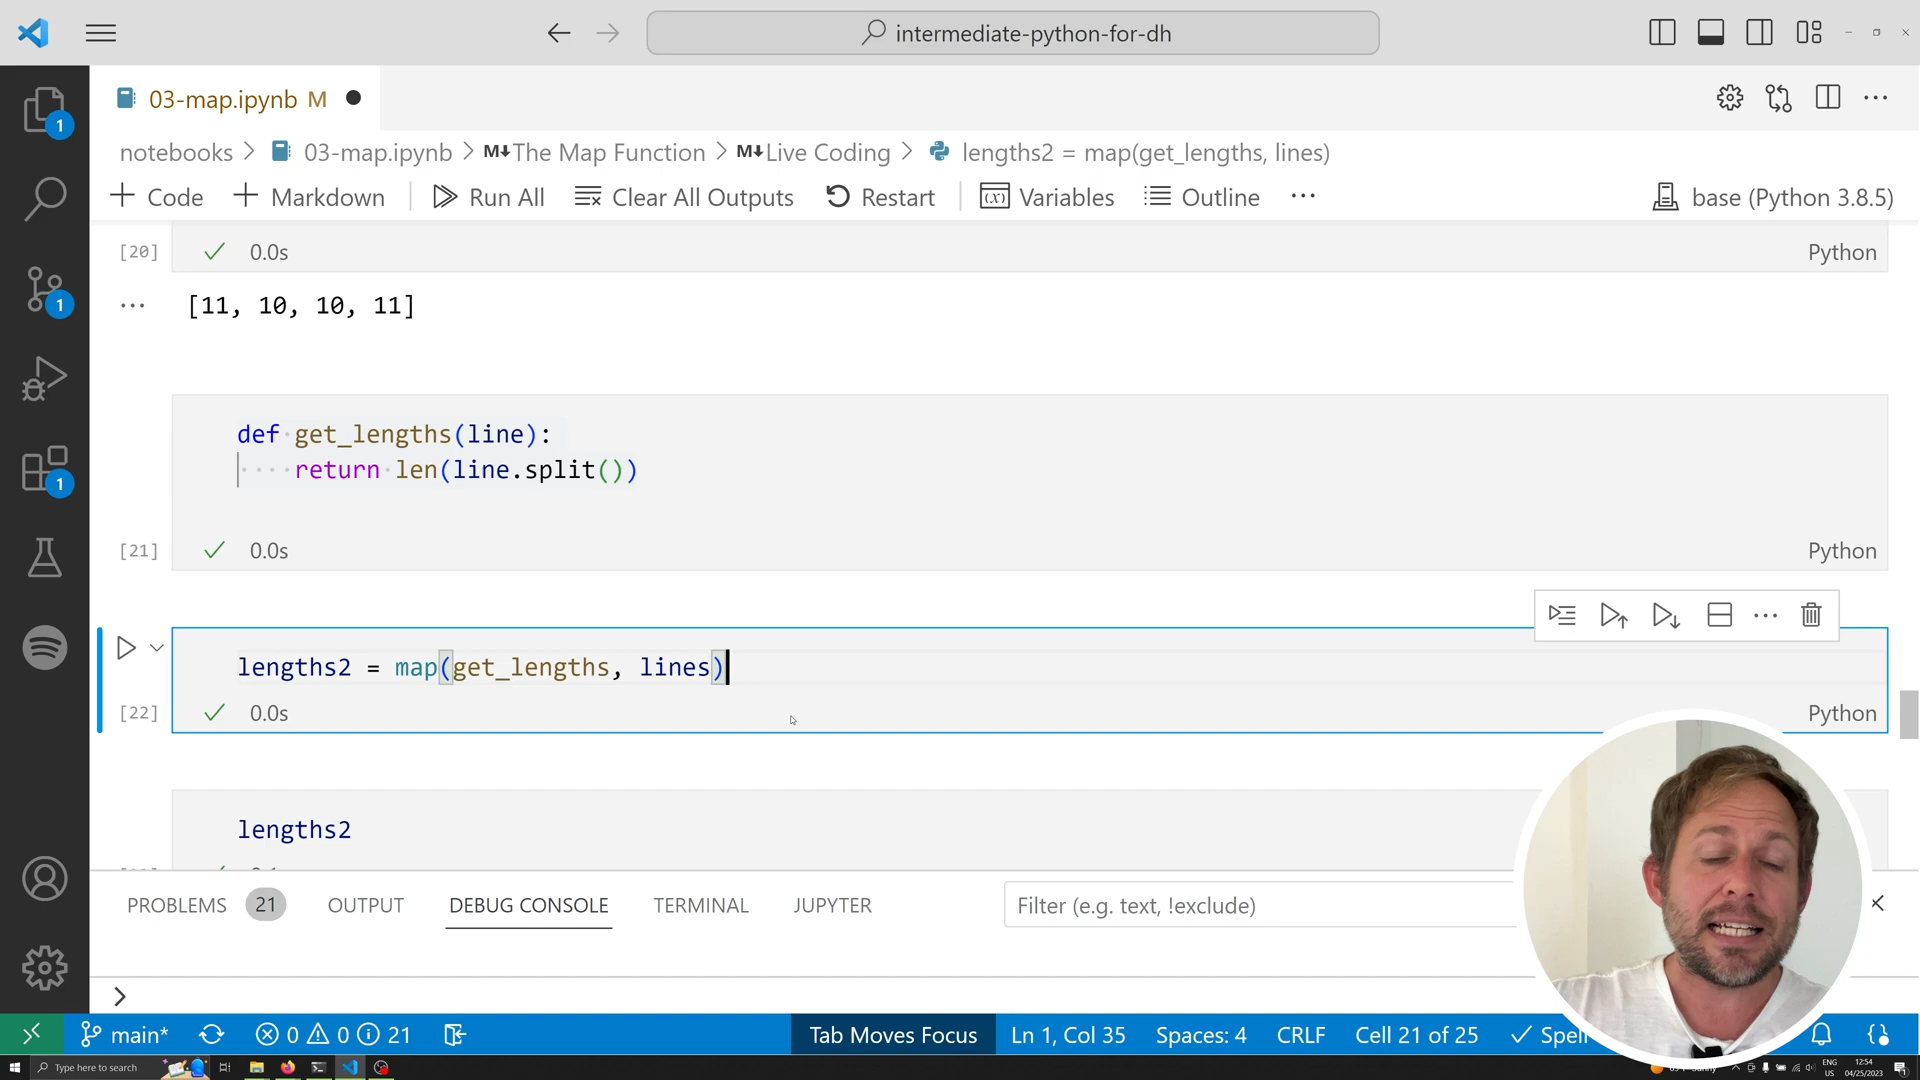 intermediate-python-for-dh
03-map.ipynb M
notebooks > 03-map.ipynb > M↓The Map Function > M↓Live Coding > lengths2 = map(get_lengths, lines)
+ Code + Markdown Run All Clear All Outputs Restart Variables Outline ... base (Python 3.8.5)
[20] 0.0s Python
... [11, 10, 10, 11]
def get_lengths(line):
return len(line.split())
[21] 0.0s Python
lengths2 = map(get_lengths, lines)
[22] 0.0s Python
lengths2
PROBLEMS 21 OUTPUT DEBUG CONSOLE TERMINAL JUPYTER Filter (e.g. text, !exclude)
main* 0 0 21 Tab Moves Focus Ln 1, Col 35 Spaces: 4 CRLF Cell 21 of 25
1
1
1
Type here to search
ENG 12:54
US 04/25/2023